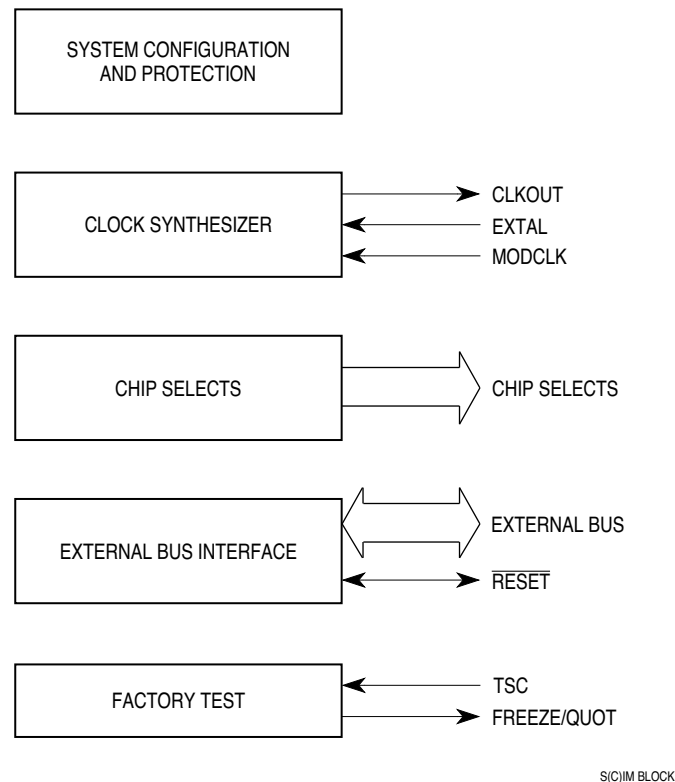 SYSTEM CONFIGURATION
AND PROTECTION
CLOCK SYNTHESIZER
CLKOUT
EXTAL
MODCLK
CHIP SELECTS
CHIP SELECTS
EXTERNAL BUS INTERFACE
EXTERNAL BUS
RESET
FACTORY TEST
TSC
FREEZE/QUOT
S(C)IM BLOCK